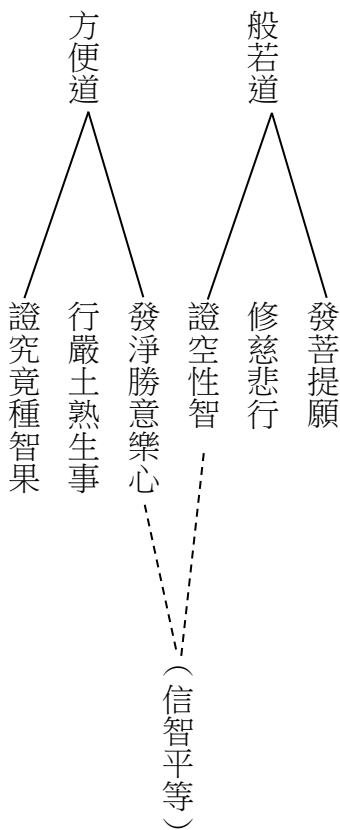 般若道
發菩提願
修慈悲行
證空性智
方便道
發淨勝意樂心
行嚴土熟生事
證究竟種智果
（信智平等）